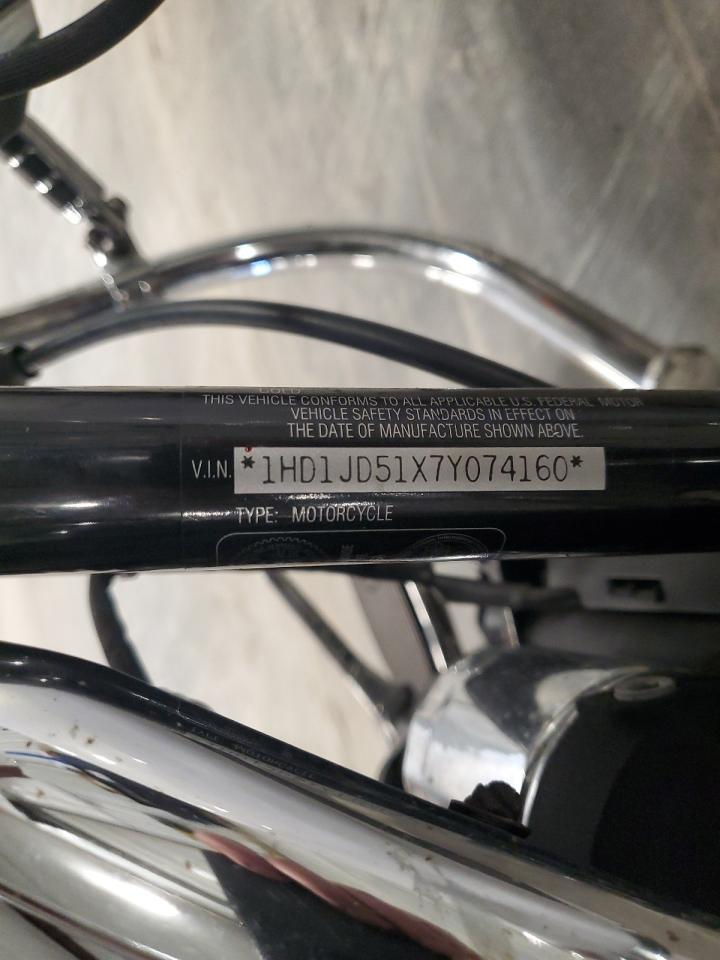 THIS VEHICLE CONFORMS TO ALL APPLICABLE U.S. FEDERAL MOTOR
VEHICLE SAFETY STANDARDS IN EFFECT ON
THE DATE OF MANUFACTURE SHOWN ABOVE.
V.I.N. *1HD1JD51X7Y074160*
TYPE: MOTORCYCLE